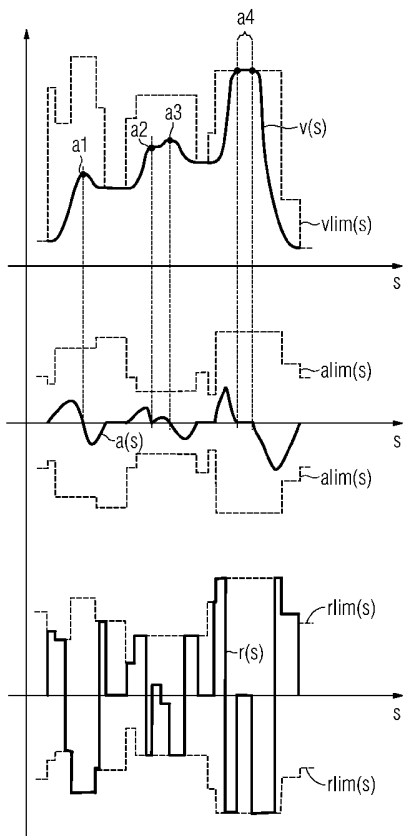 a4
a1
a2
a3
v(s)
vlim(s)
s
alim(s)
a(s)
s
alim(s)
rlim(s)
r(s)
s
rlim(s)